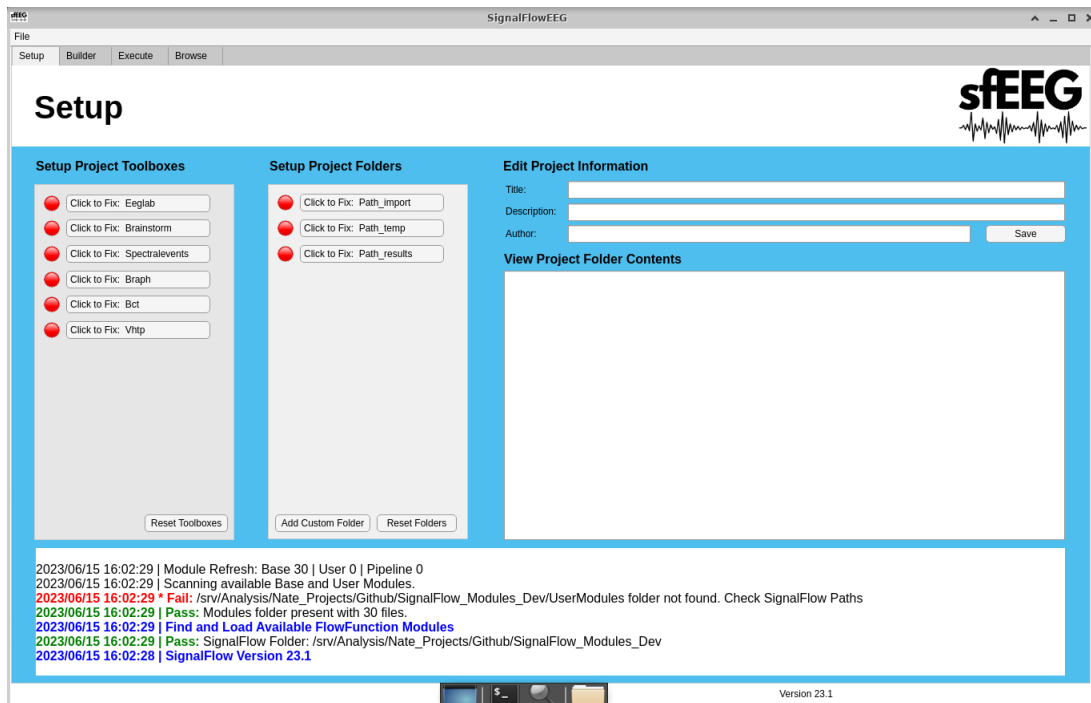 sfEEG
SignalFlowEEG
File
Setup Builder Execute Browse
Setup
sfEEG
Setup Project Toolboxes
Click to Fix: Eeglab
Click to Fix: Brainstorm
Click to Fix: Spectralevents
Click to Fix: Braph
Click to Fix: Bct
Click to Fix: Vhtp
Reset Toolboxes
Setup Project Folders
Click to Fix: Path_import
Click to Fix: Path_temp
Click to Fix: Path_results
Add Custom Folder Reset Folders
Edit Project Information
Title:
Description:
Author:
Save
View Project Folder Contents
2023/06/15 16:02:29 | Module Refresh: Base 30 | User 0 | Pipeline 0
2023/06/15 16:02:29 | Scanning available Base and User Modules.
2023/06/15 16:02:29 * Fail: /srv/Analysis/Nate_Projects/Github/SignalFlow_Modules_Dev/UserModules folder not found. Check SignalFlow Paths
2023/06/15 16:02:29 | Pass: Modules folder present with 30 files.
2023/06/15 16:02:29 | Find and Load Available FlowFunction Modules
2023/06/15 16:02:29 | Pass: SignalFlow Folder: /srv/Analysis/Nate_Projects/Github/SignalFlow_Modules_Dev
2023/06/15 16:02:28 | SignalFlow Version 23.1
$_
Version 23.1